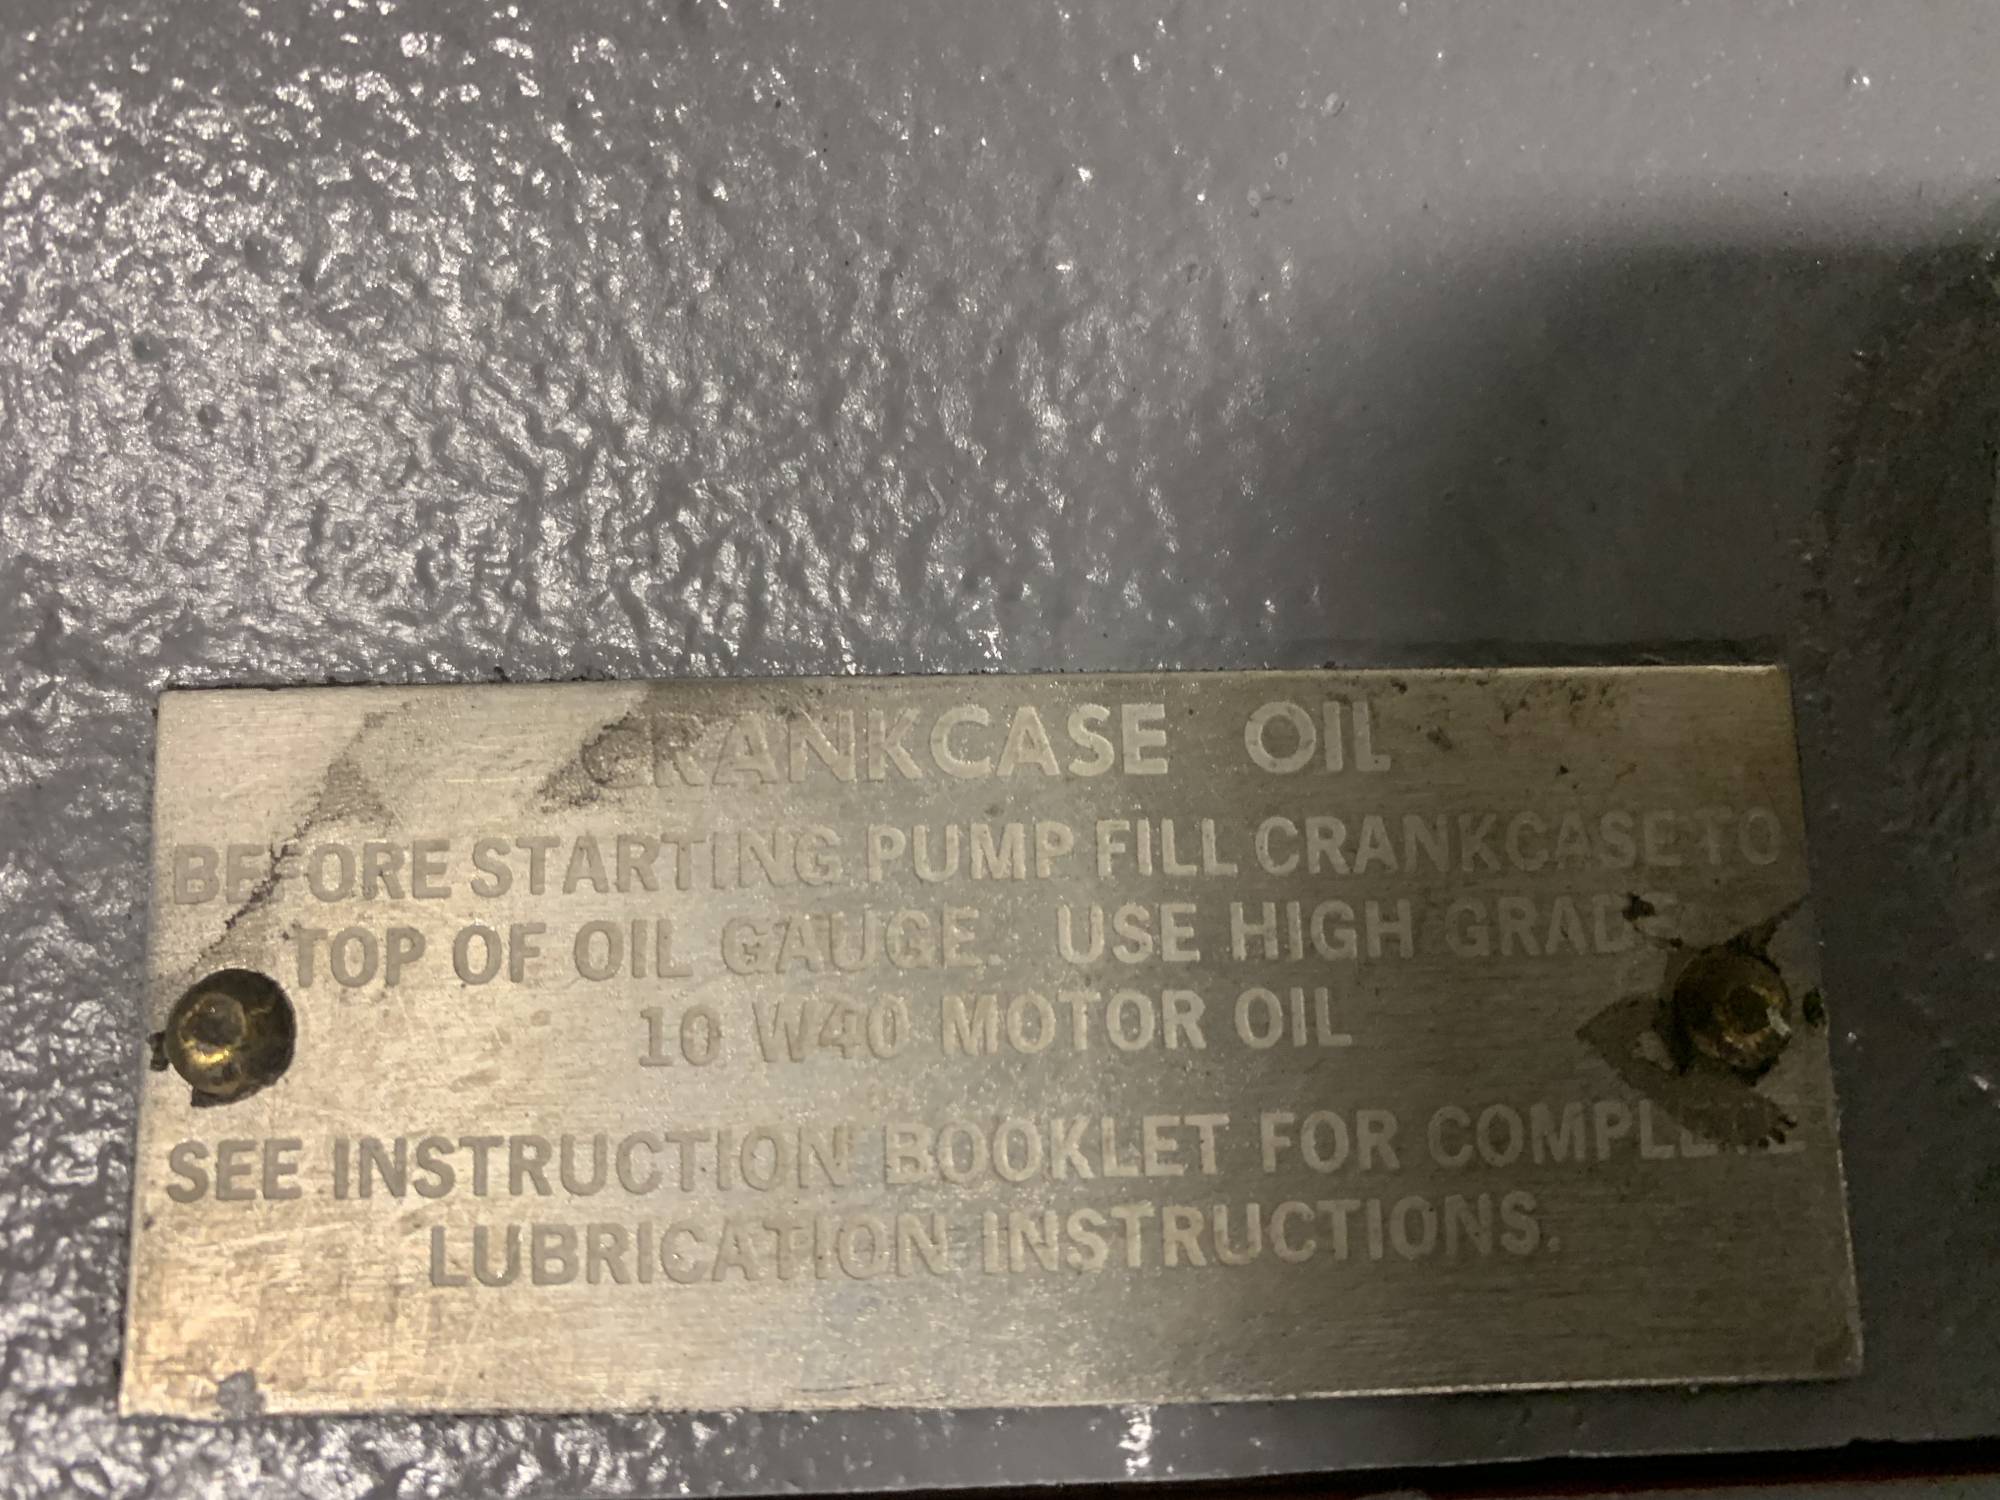 CRANKCASE OIL
BEFORE STARTING PUMP FILL CRANKCASE TO
TOP OF OIL GAUGE. USE HIGH GRADE
10 W40 MOTOR OIL
SEE INSTRUCTION BOOKLET FOR COMPLETE
LUBRICATION INSTRUCTIONS.